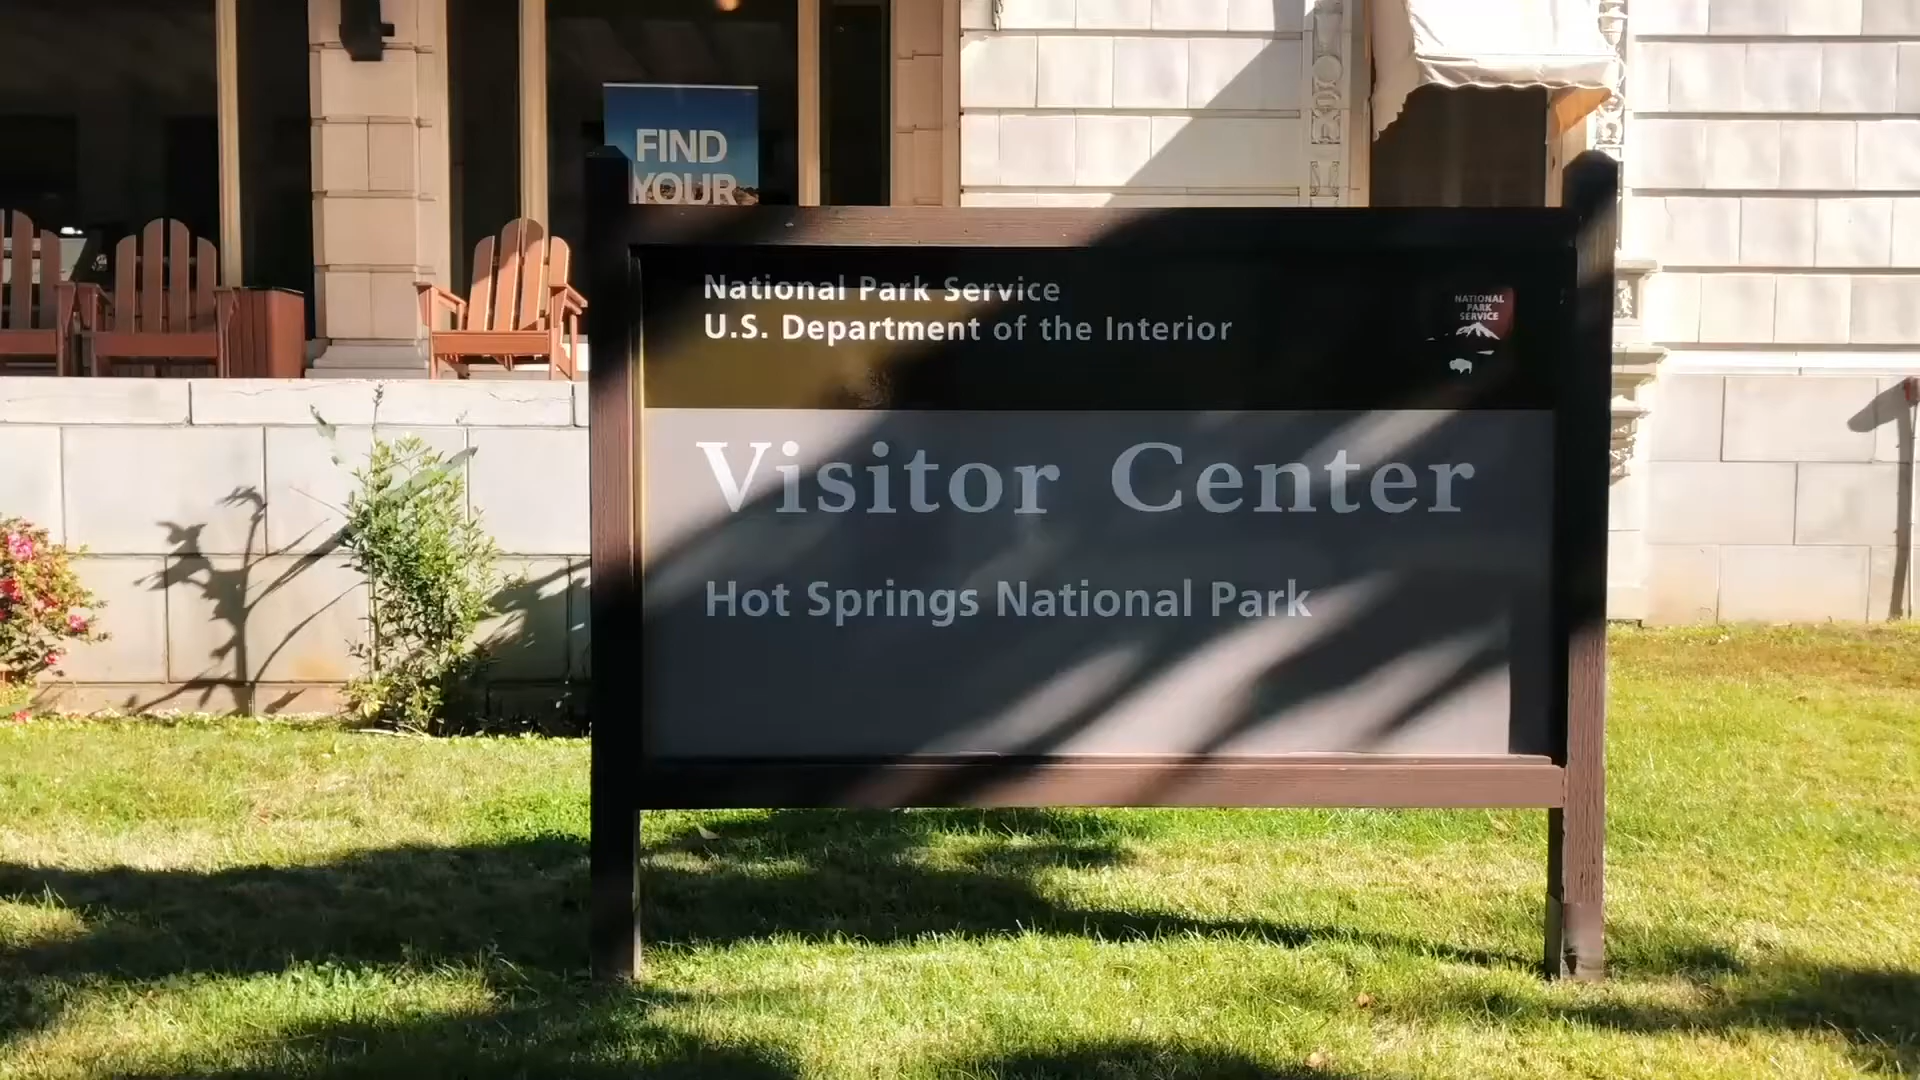 FIND
YOUR
National Park Service
U.S. Department of the Interior
NATIONAL
PARK
SERVICE
Visitor Center
Hot Springs National Park